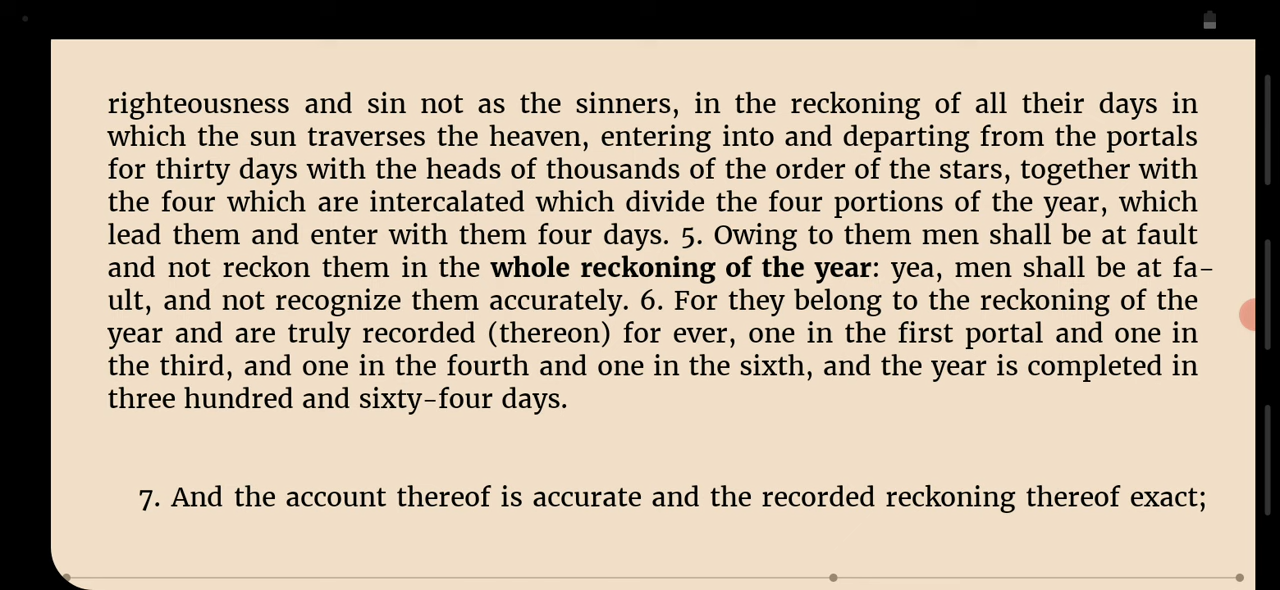 righteousness and sin not as the sinners, in the reckoning of all their days in
which the sun traverses the heaven, entering into and departing from the portals
for thirty days with the heads of thousands of the order of the stars, together with
the four which are intercalated which divide the four portions of the year, which
lead them and enter with them four days. 5. Owing to them men shall be at fault
and not reckon them in the whole reckoning of the year: yea, men shall be at fa-
ult, and not recognize them accurately. 6. For they belong to the reckoning of the
year and are truly recorded (thereon) for ever, one in the first portal and one in
the third, and one in the fourth and one in the sixth, and the year is completed in
three hundred and sixty-four days.
7. And the account thereof is accurate and the recorded reckoning thereof exact;